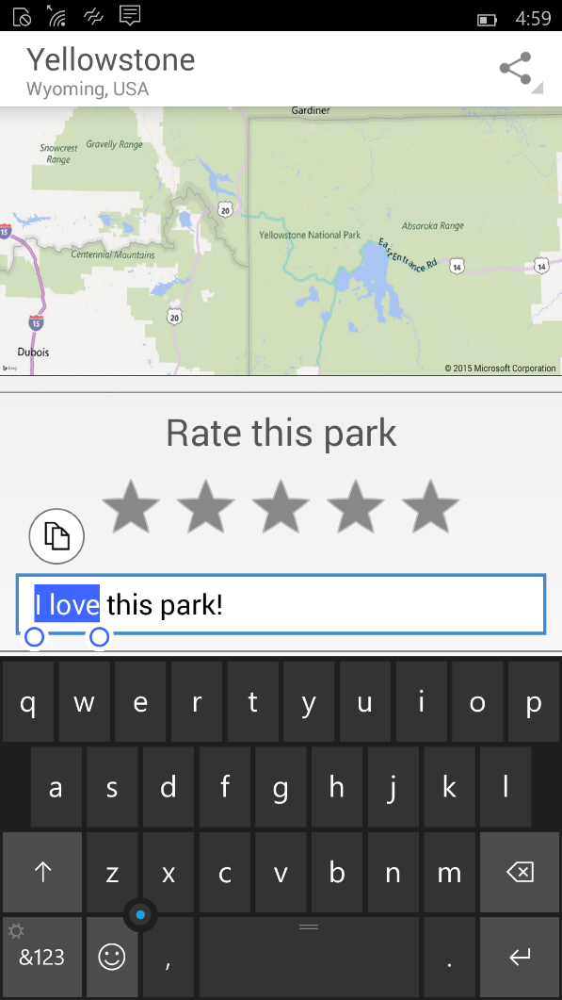 4:59
Yellowstone
Wyoming, USA
Gardiner
Snowcrest
Range
Gravelly Range
20
15
Yellowstone National Park
Absaroka Range
East Entrance Rd
Centennial Mountains
14
14
20
15
Dubois
bing
© 2015 Microsoft Corporation
Rate this park
I love this park!
q w e r t y u i o p
a s d f g h j k l
z x c v b n m
&123 , .